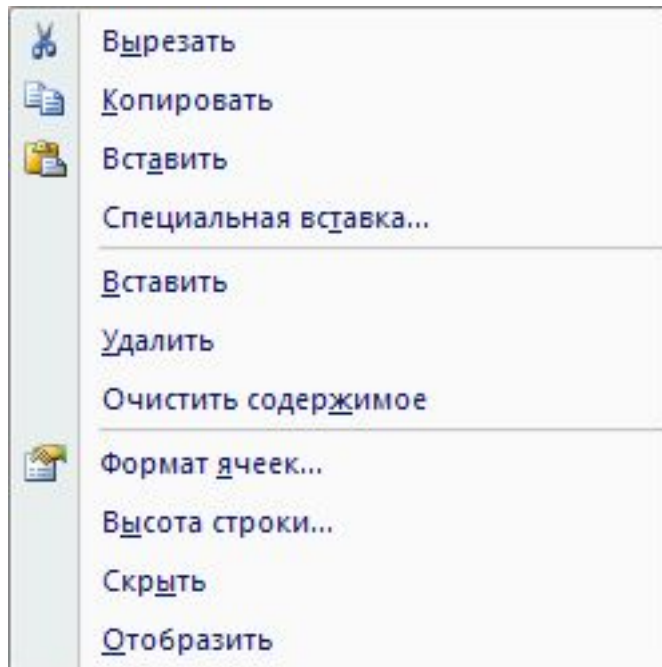 Вырезать
Копировать
Вставить
Специальная вставка...
Вставить
Удалить
Очистить содержимое
Формат ячеек...
Высота строки...
Скрыть
Отобразить